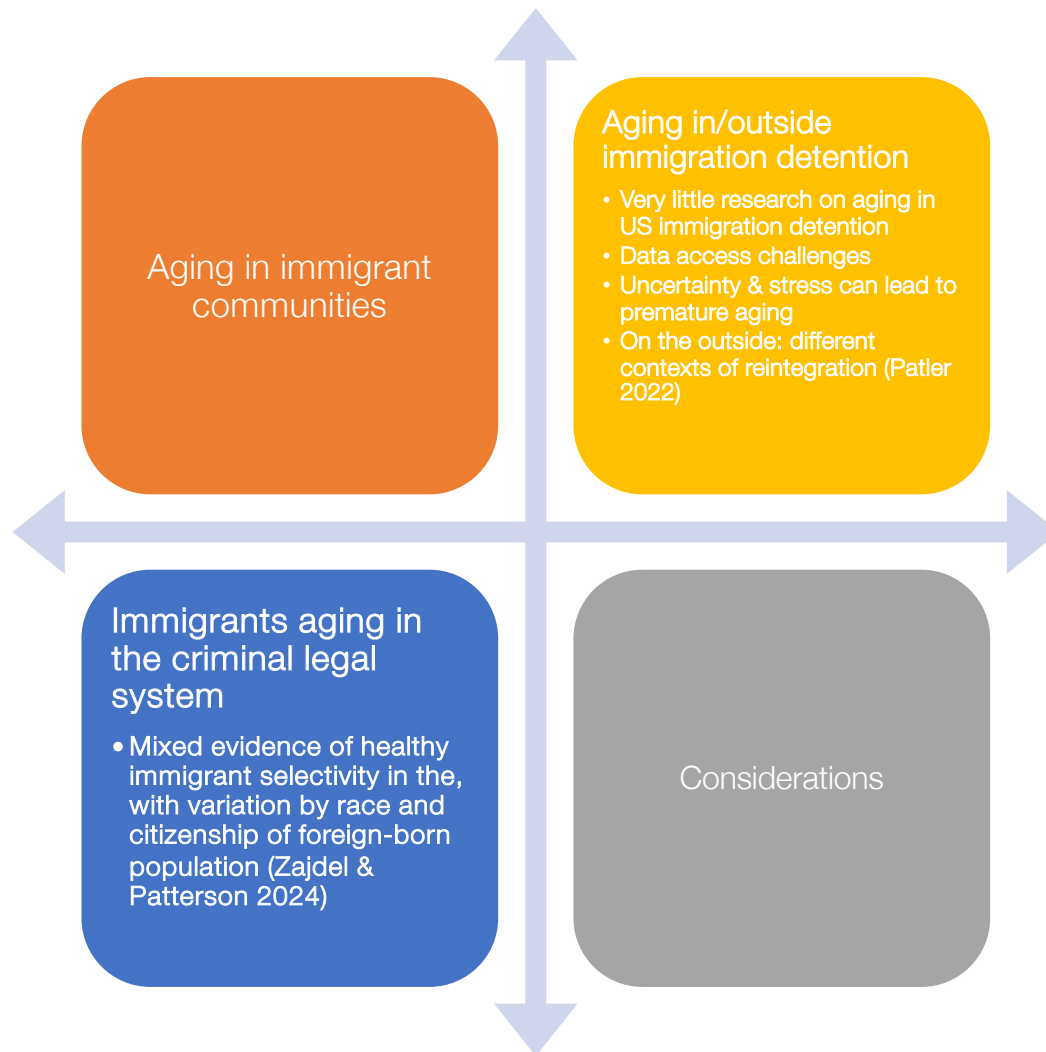 Aging in immigrant
communities
Aging in/outside
immigration detention
• Very little research on aging in
US immigration detention
• Data access challenges
• Uncertainty & stress can lead to
premature aging
• On the outside: different
contexts of reintegration (Patler
2022)
Immigrants aging in
the criminal legal
system
• Mixed evidence of healthy
immigrant selectivity in the,
with variation by race and
citizenship of foreign-born
population (Zajdel &
Patterson 2024)
Considerations